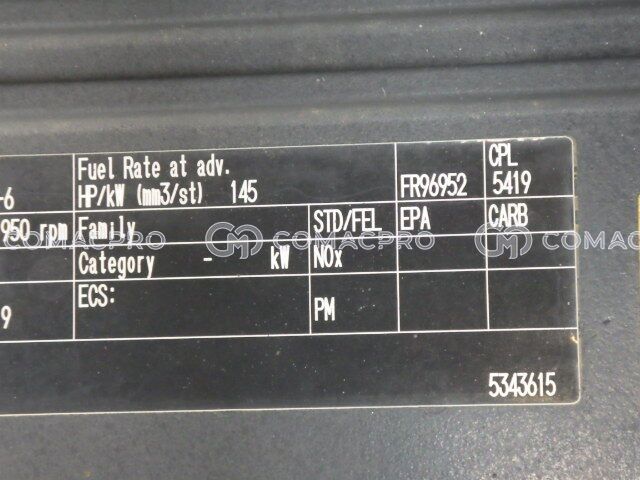 Fuel Rate at adv.
CPL
-6 HP/kW (mm3/st) 145 FR96952 5419
950 rpm Family STD/FEL EPA CARB
COMACPRO COMACPRO COMACPRO
Category - kW NOx
ECS:
9 PM
5343615